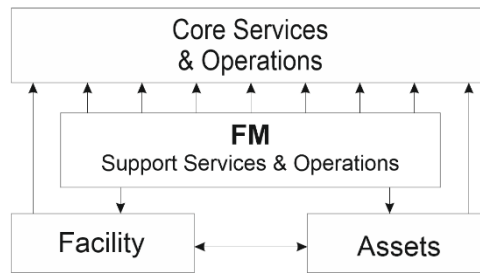 Core Services
& Operations
FM
Support Services & Operations
Facility
Assets